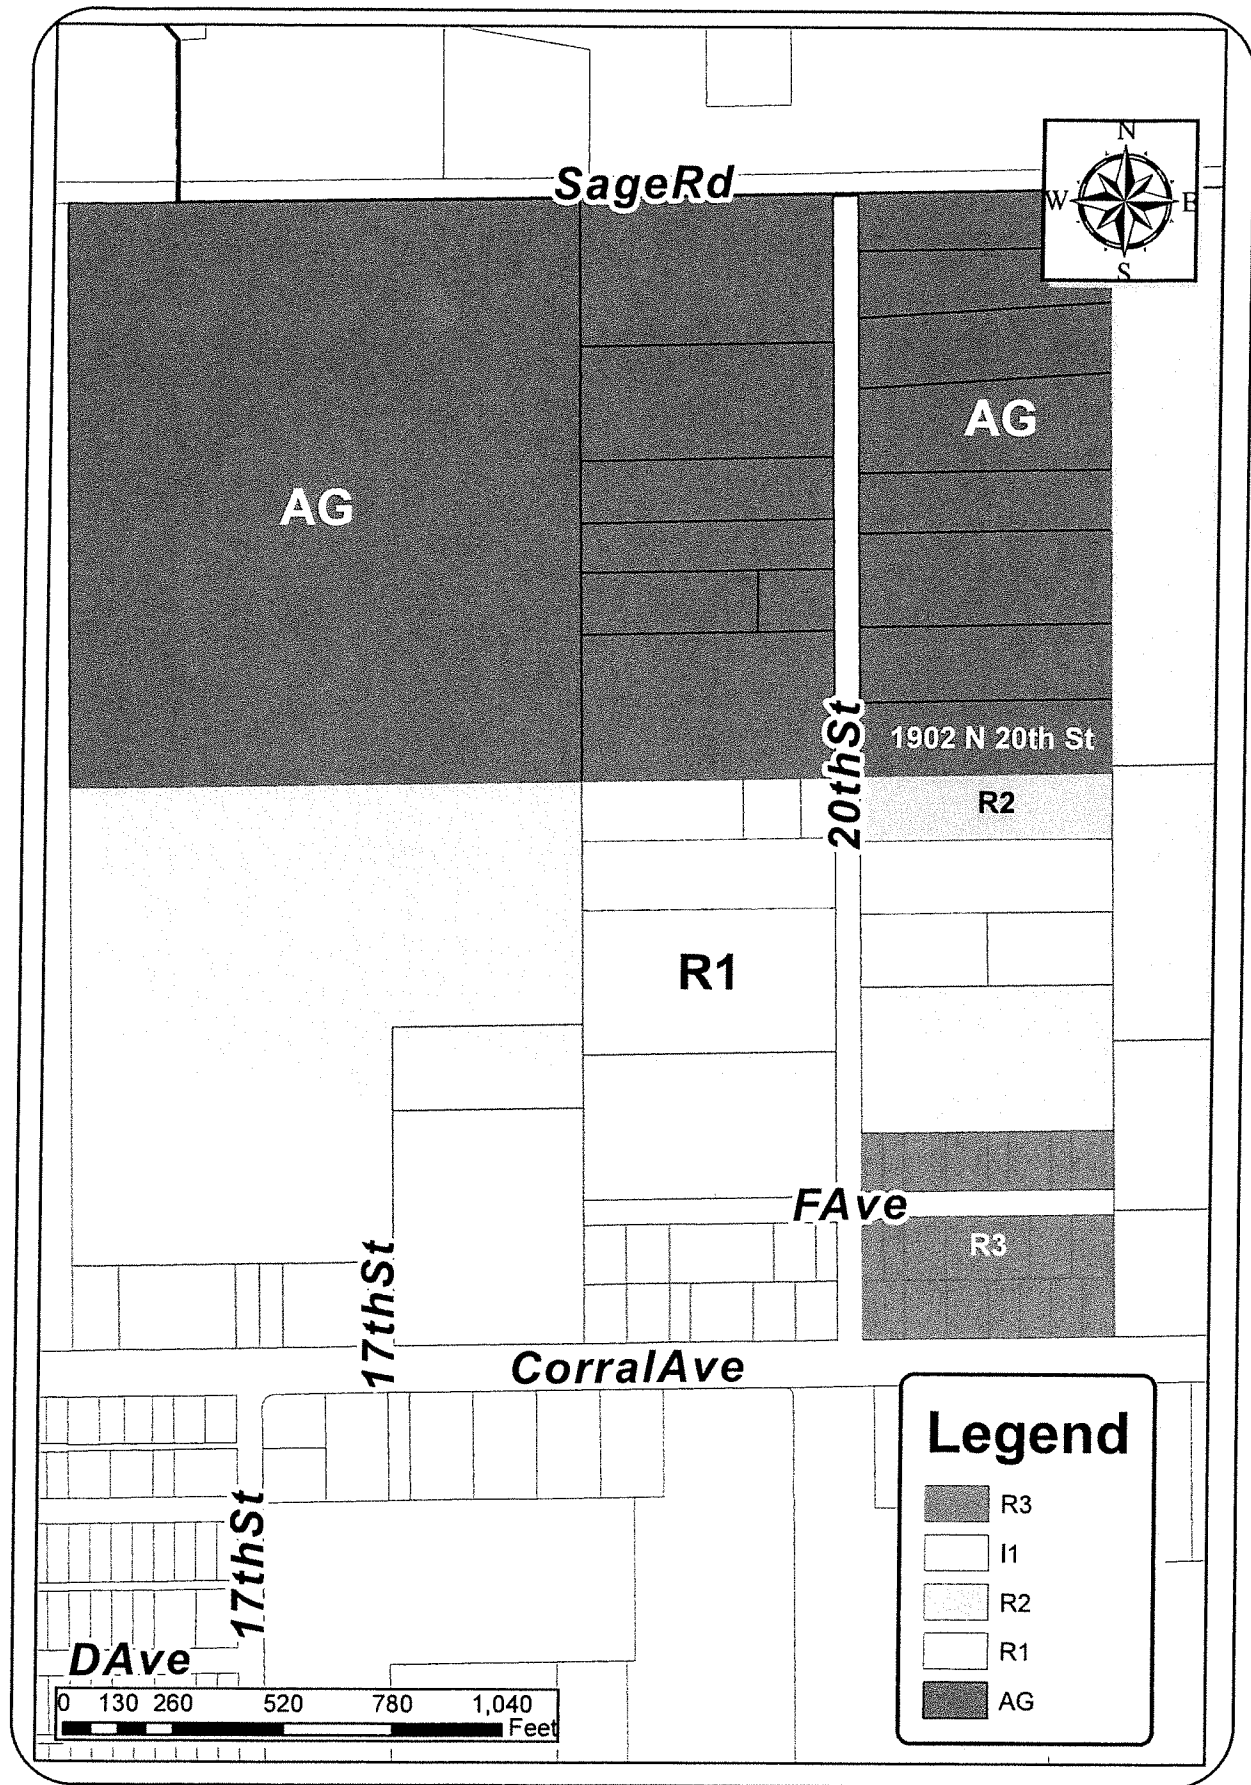 N
SageRd
W
E
S
AG
AG
20thSt
1902 N 20th St
R2
R1
FAve
R3
17thSt
CorralAve
Legend
R3
I1
R2
R1
AG
17thSt
DAve
0 130 260 520 780 1,040
Feet